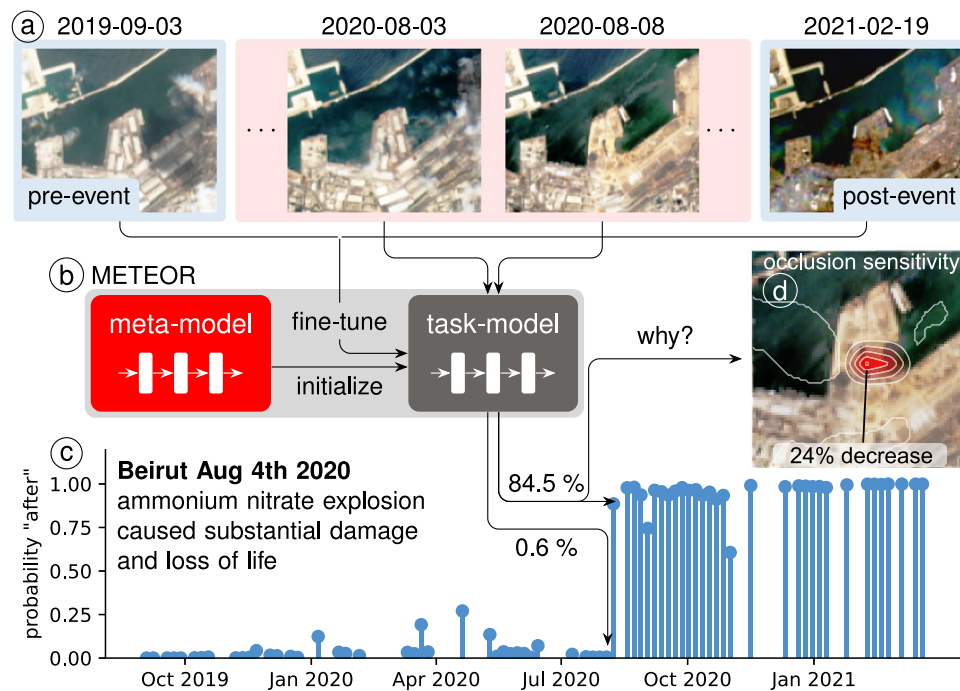 a
2019-09-03
2020-08-03
2020-08-08
2021-02-19
...
...
pre-event
post-event
b METEOR
meta-model
fine-tune
initialize
task-model
why?
occlusion sensitivity
d
24% decrease
c
Beirut Aug 4th 2020
ammonium nitrate explosion
caused substantial damage
and loss of life
84.5 %
0.6 %
probability "after"
1.00
0.75
0.50
0.25
0.00
Oct 2019
Jan 2020
Apr 2020
Jul 2020
Oct 2020
Jan 2021